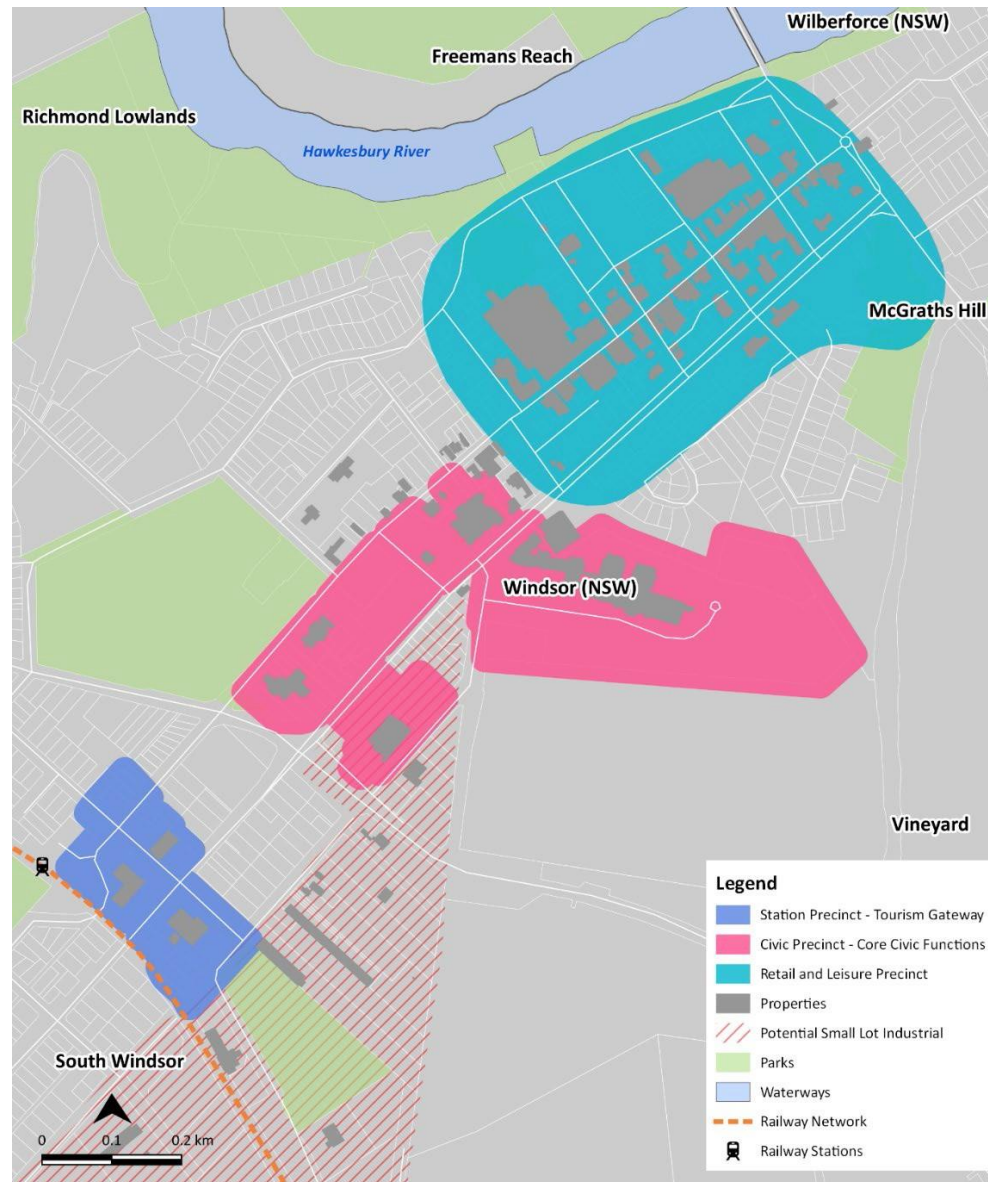 Wilberforce (NSW)
Freemans Reach
Richmond Lowlands
Hawkesbury River
McGraths Hill
Windsor (NSW)
Vineyard
South Windsor
0 0.1 0.2 km
Legend
Station Precinct - Tourism Gateway
Civic Precinct - Core Civic Functions
Retail and Leisure Precinct
Properties
Potential Small Lot Industrial
Parks
Waterways
Railway Network
Railway Stations